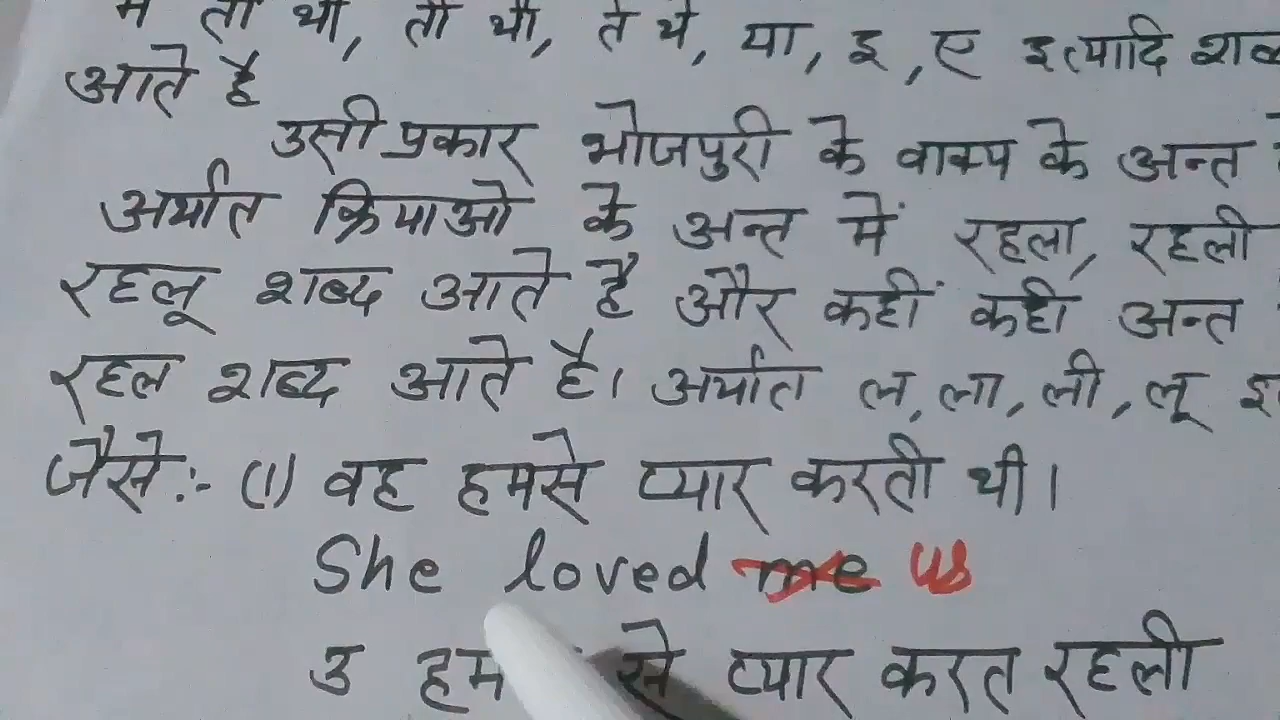 ता था, ती थी, ते थे, या, इ, ए इत्यादि
आते है
उसी प्रकार भोजपुरी के वाक्य के अन्त
अर्थात क्रियाओ के अन्त में रहला, रहली
रहलू शब्द आते है और कहीं कही अन्त
रहल शब्द आते है। अर्थात ल, ला, ली, लू
जैसे:- (1) वह हमसे प्यार करती थी।
She loved me us
उ हम से प्यार करत रहली